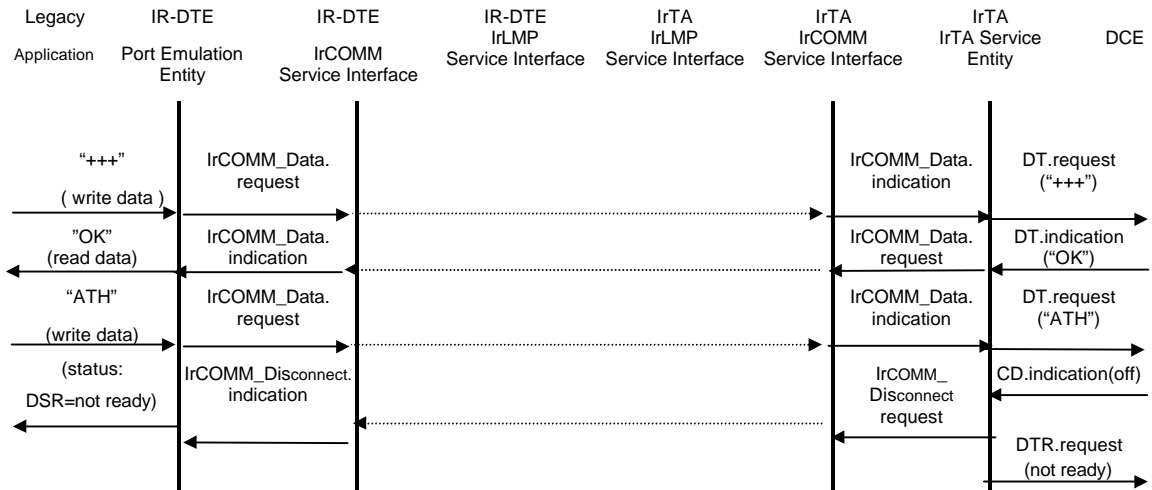 Legacy
Application
IR-DTE
Port Emulation
Entity
IR-DTE
IrCOMM
Service Interface
IR-DTE
IrLMP
Service Interface
IrTA
IrLMP
Service Interface
IrTA
IrCOMM
Service Interface
IrTA
IrTA Service
Entity
DCE
“+++”
( write data )
IrCOMM_Data.
request
IrCOMM_Data.
indication
DT.request
(“+++”)
”OK”
(read data)
IrCOMM_Data.
indication
IrCOMM_Data.
request
DT.indication
(“OK”)
“ATH”
(write data)
IrCOMM_Data.
request
IrCOMM_Data.
indication
DT.request
(“ATH”)
(status:
DSR=not ready)
IrCOMM_Disconnect.
indication
IrCOMM_
Disconnect
request
CD.indication(off)
DTR.request
(not ready)